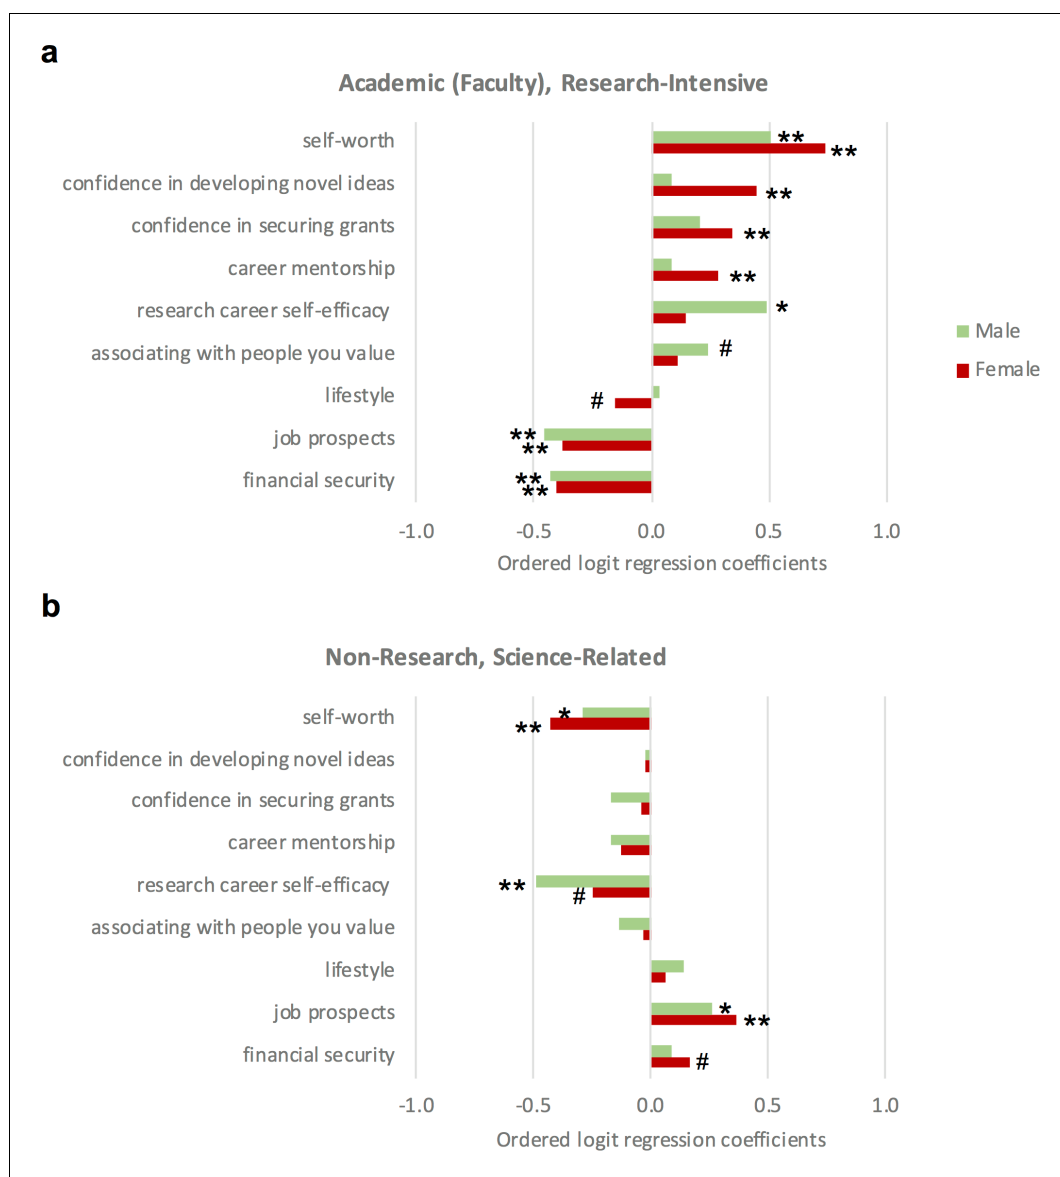 a
Academic (Faculty), Research-Intensive
self-worth
**
**
confidence in developing novel ideas
**
confidence in securing grants
**
career mentorship
**
research career self-efficacy
*
associating with people you value
#
lifestyle
#
job prospects
**
**
financial security
**
**
Male
Female
-1.0 -0.5 0.0 0.5 1.0
Ordered logit regression coefficients
b
Non-Research, Science-Related
self-worth
*
**
confidence in developing novel ideas
confidence in securing grants
career mentorship
research career self-efficacy
**
#
associating with people you value
lifestyle
job prospects
*
**
financial security
#
-1.0 -0.5 0.0 0.5 1.0
Ordered logit regression coefficients